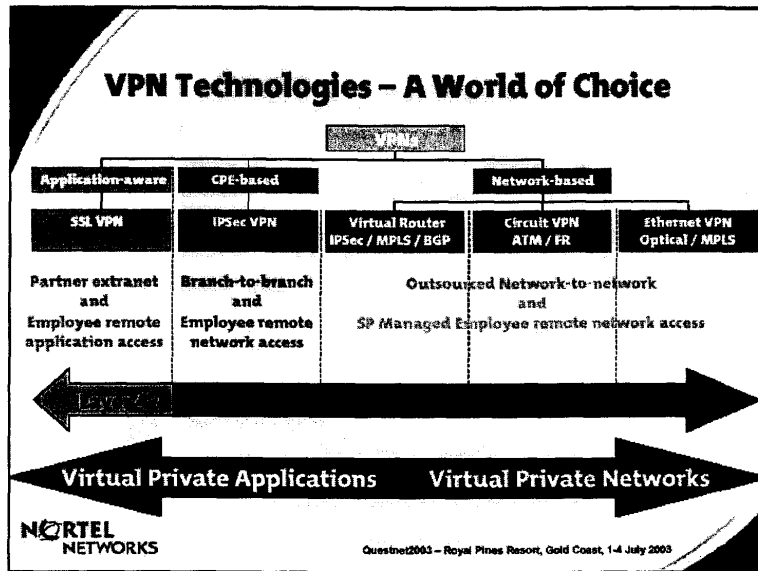 VPN Technologies – A World of Choice
VPNs
Application-aware
CPE-based
Network-based
SSL VPN
IPSec VPN
Virtual Router
IPSec / MPLS / BGP
Circuit VPN
ATM / FR
Ethernet VPN
Optical / MPLS
Partner extranet
and
Employee remote
application access
Branch-to-branch
and
Employee remote
network access
Outsourced Network-to-network
and
SP Managed Employee remote network access
Virtual Private Applications
Virtual Private Networks
NORTEL
NETWORKS
Questnet2003 – Royal Pines Resort, Gold Coast, 1-4 July 2003